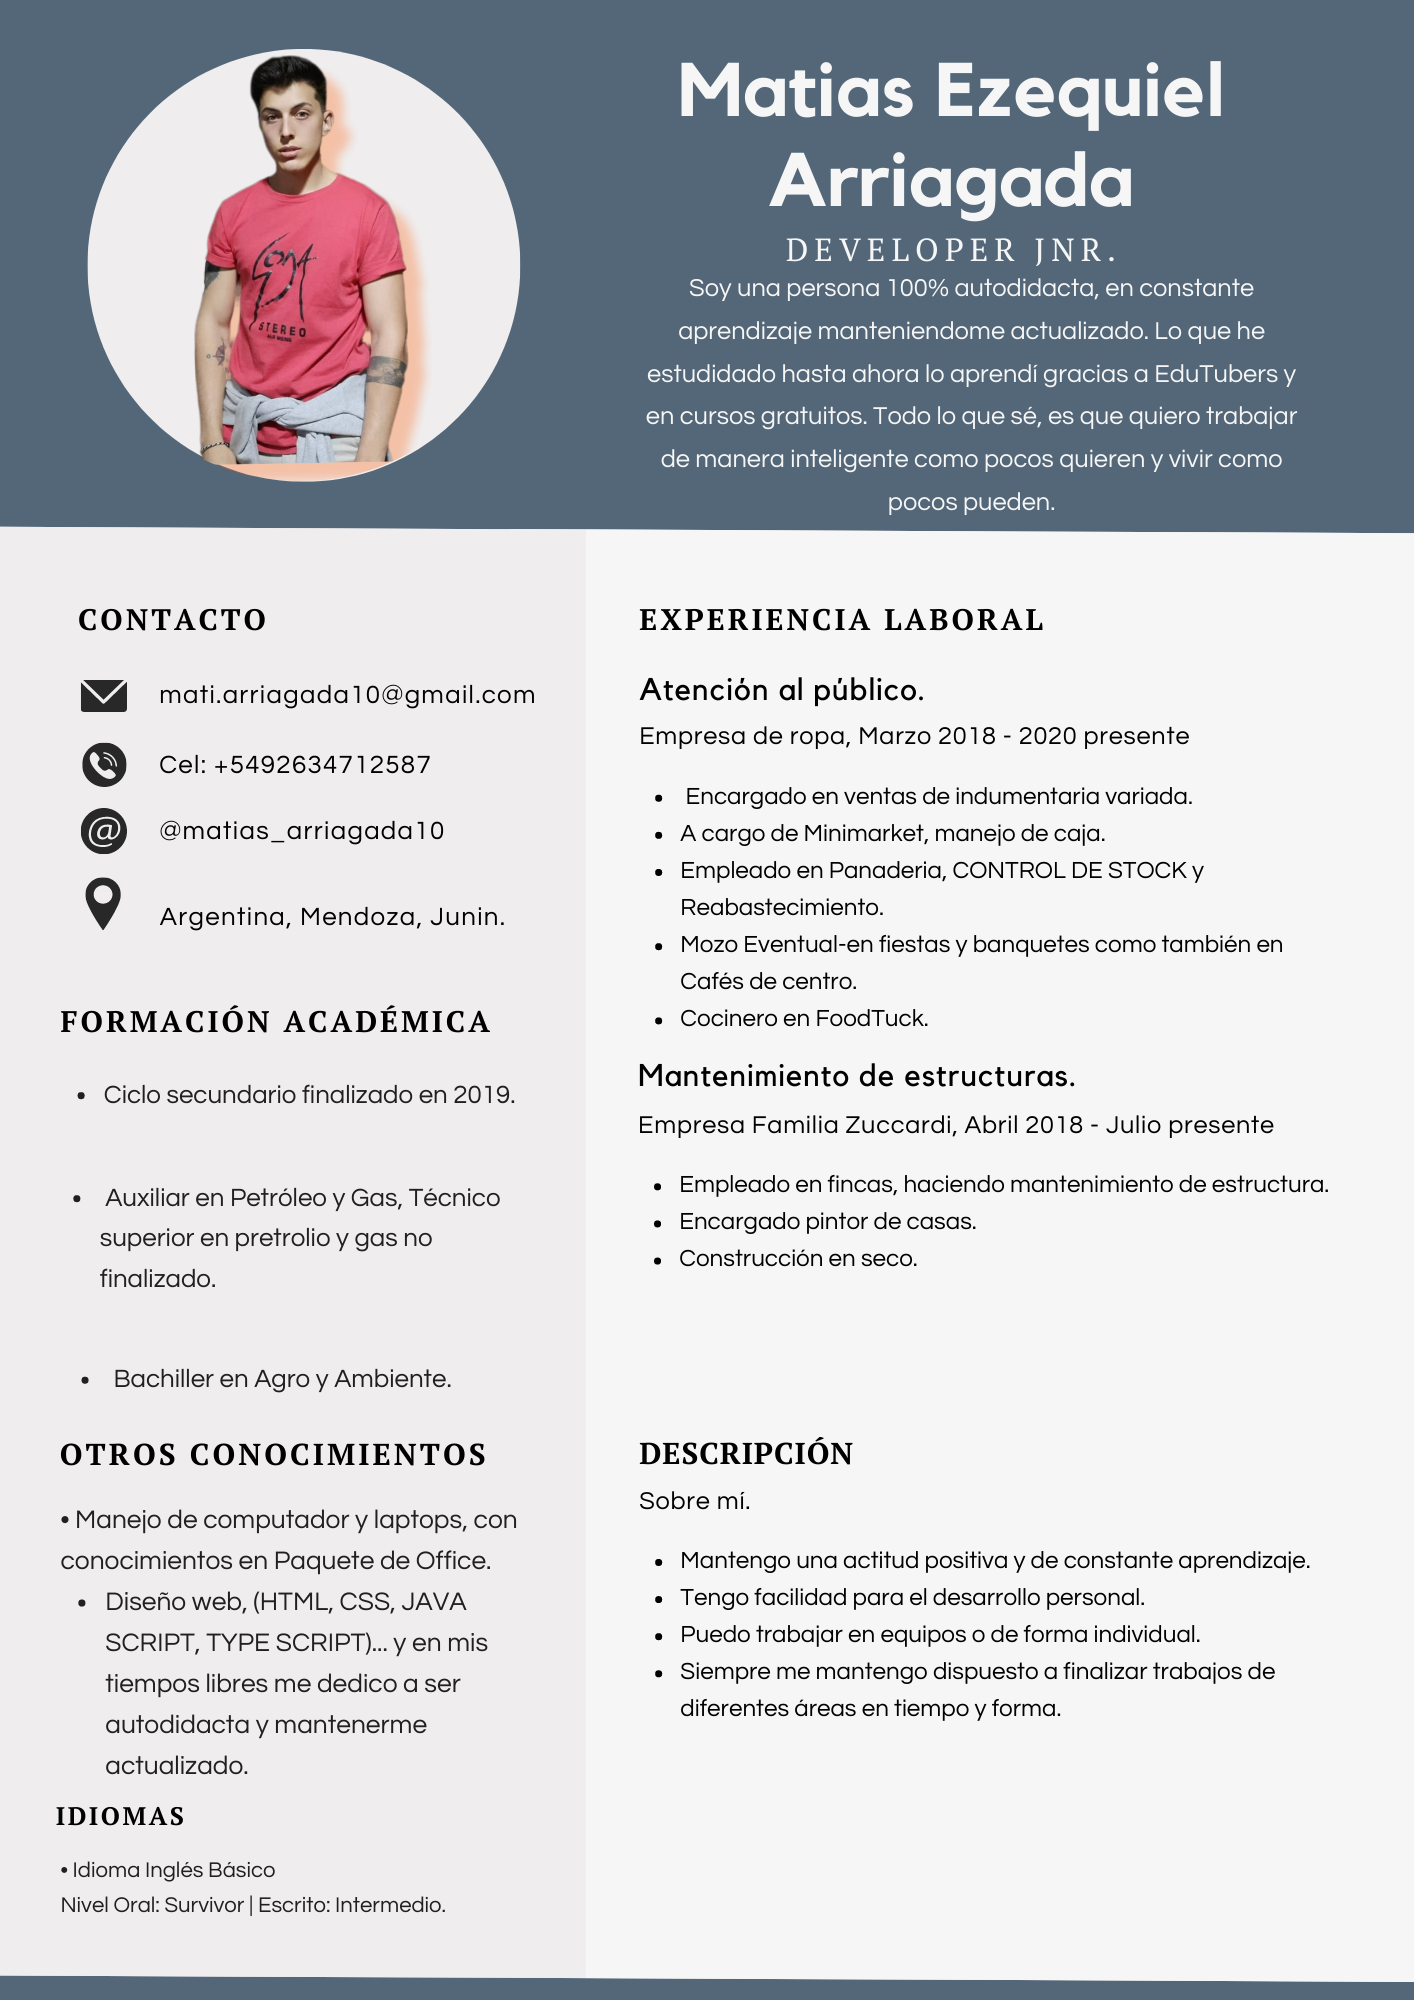 Matias Ezequiel
Arriagada
DEVELOPER JNR.
Soy una persona 100% autodidacta, en constante
aprendizaje manteniendome actualizado. Lo que he
estudidado hasta ahora lo aprendí gracias a EduTubers y
en cursos gratuitos. Todo lo que sé, es que quiero trabajar
de manera inteligente como pocos quieren y vivir como
pocos pueden.
STEREO
CONTACTO
mati.arriagada10@gmail.com
Cel: +5492634712587
@matias_arriagada10
Argentina, Mendoza, Junin.
FORMACIÓN ACADÉMICA
• Ciclo secundario finalizado en 2019.
• Auxiliar en Petróleo y Gas, Técnico
superior en pretrolio y gas no
finalizado.
• Bachiller en Agro y Ambiente.
OTROS CONOCIMIENTOS
• Manejo de computador y laptops, con
conocimientos en Paquete de Office.
• Diseño web, (HTML, CSS, JAVA
SCRIPT, TYPE SCRIPT)... y en mis
tiempos libres me dedico a ser
autodidacta y mantenerme
actualizado.
IDIOMAS
• Idioma Inglés Básico
Nivel Oral: Survivor | Escrito: Intermedio.
EXPERIENCIA LABORAL
Atención al público.
Empresa de ropa, Marzo 2018 - 2020 presente
• Encargado en ventas de indumentaria variada.
• A cargo de Minimarket, manejo de caja.
• Empleado en Panaderia, CONTROL DE STOCK y
Reabastecimiento.
• Mozo Eventual-en fiestas y banquetes como también en
Cafés de centro.
• Cocinero en FoodTuck.
Mantenimiento de estructuras.
Empresa Familia Zuccardi, Abril 2018 - Julio presente
• Empleado en fincas, haciendo mantenimiento de estructura.
• Encargado pintor de casas.
• Construcción en seco.
DESCRIPCIÓN
Sobre mí.
• Mantengo una actitud positiva y de constante aprendizaje.
• Tengo facilidad para el desarrollo personal.
• Puedo trabajar en equipos o de forma individual.
• Siempre me mantengo dispuesto a finalizar trabajos de
diferentes áreas en tiempo y forma.